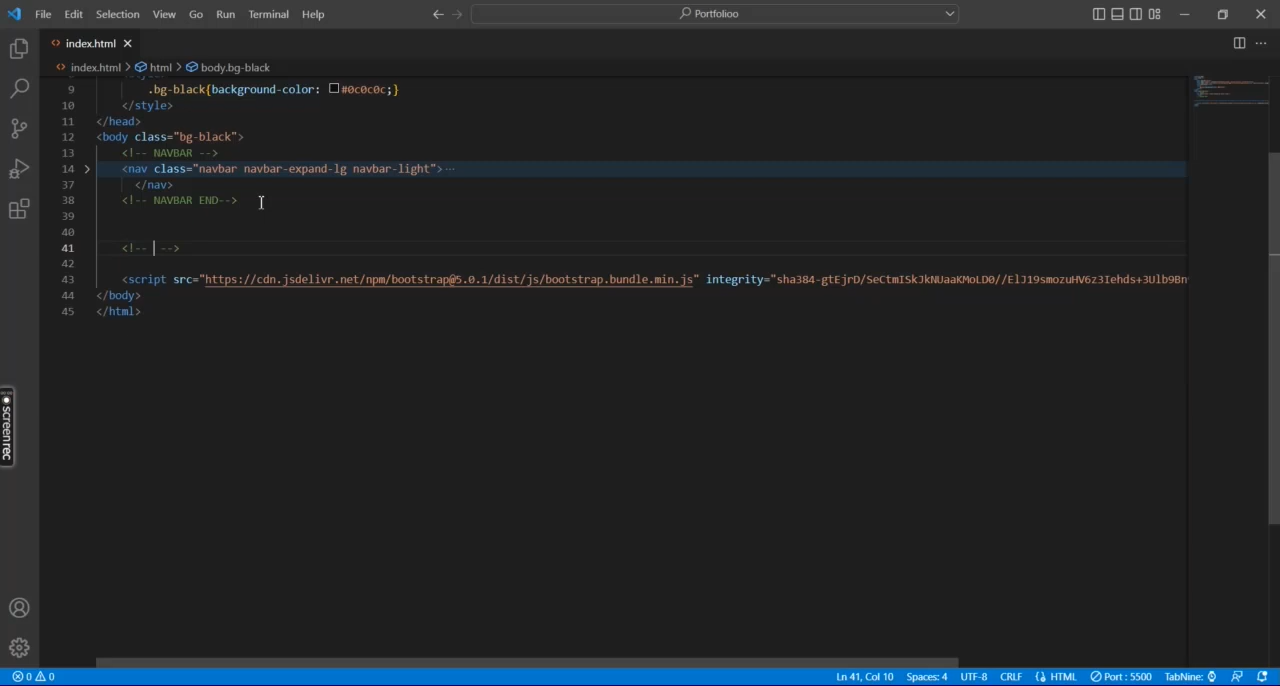 File Edit Selection View Go Run Terminal Help
Portfolioo
index.html
index.html > html > body.bg-black
9 .bg-black{background-color: #0c0c0c;}
10 </style>
11 </head>
12 <body class="bg-black">
13 <!-- NAVBAR -->
14 <nav class="navbar navbar-expand-lg navbar-light">…
37 </nav>
38 <!-- NAVBAR END-->
39
40
41 <!-- -->
42
43 <script src="https://cdn.jsdelivr.net/npm/bootstrap@5.0.1/dist/js/bootstrap.bundle.min.js" integrity="sha384-gtEjrD/SeCtmISkJkNUaaKMoLD0//ElJ19smozuHV6z3Iehds+3Ulb9Bn
44 </body>
45 </html>
screenrec
0 0 Ln 41, Col 10 Spaces: 4 UTF-8 CRLF HTML Port : 5500 TabNine: